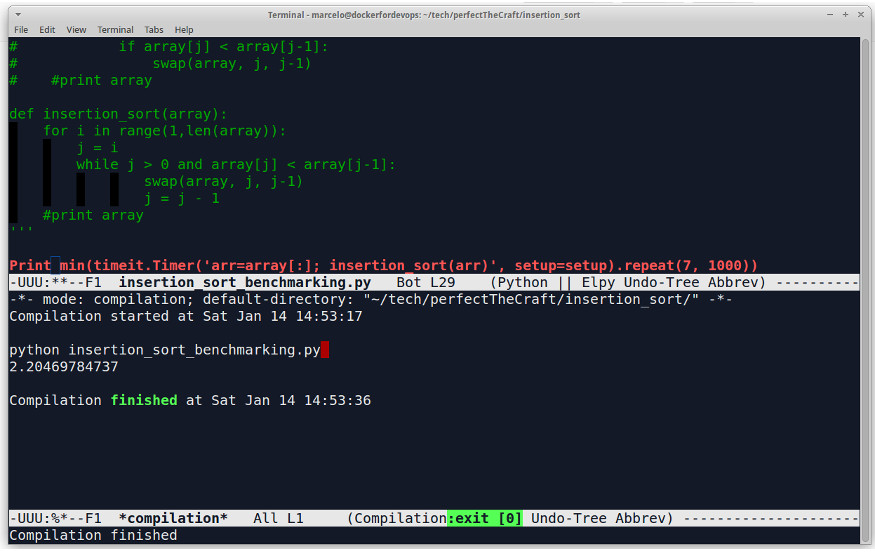 Terminal - marcelo@dockerfordevops: ~/tech/perfectTheCraft/insertion_sort
File Edit View Terminal Tabs Help
#            if array[j] < array[j-1]:
#                swap(array, j, j-1)
#    #print array
def insertion_sort(array):
    for i in range(1,len(array)):
        j = i
        while j > 0 and array[j] < array[j-1]:
                swap(array, j, j-1)
                j = j - 1
    #print array
'''
Print min(timeit.Timer('arr=array[:]; insertion_sort(arr)', setup=setup).repeat(7, 1000))
-UUU:**--F1  insertion_sort_benchmarking.py   Bot L29    (Python || Elpy Undo-Tree Abbrev) ----------
-*- mode: compilation; default-directory: "~/tech/perfectTheCraft/insertion_sort/" -*-
Compilation started at Sat Jan 14 14:53:17
python insertion_sort_benchmarking.py
2.20469784737
Compilation finished at Sat Jan 14 14:53:36
-UUU:%*--F1  *compilation*   All L1     (Compilation:exit [0] Undo-Tree Abbrev) ---------------------
Compilation finished